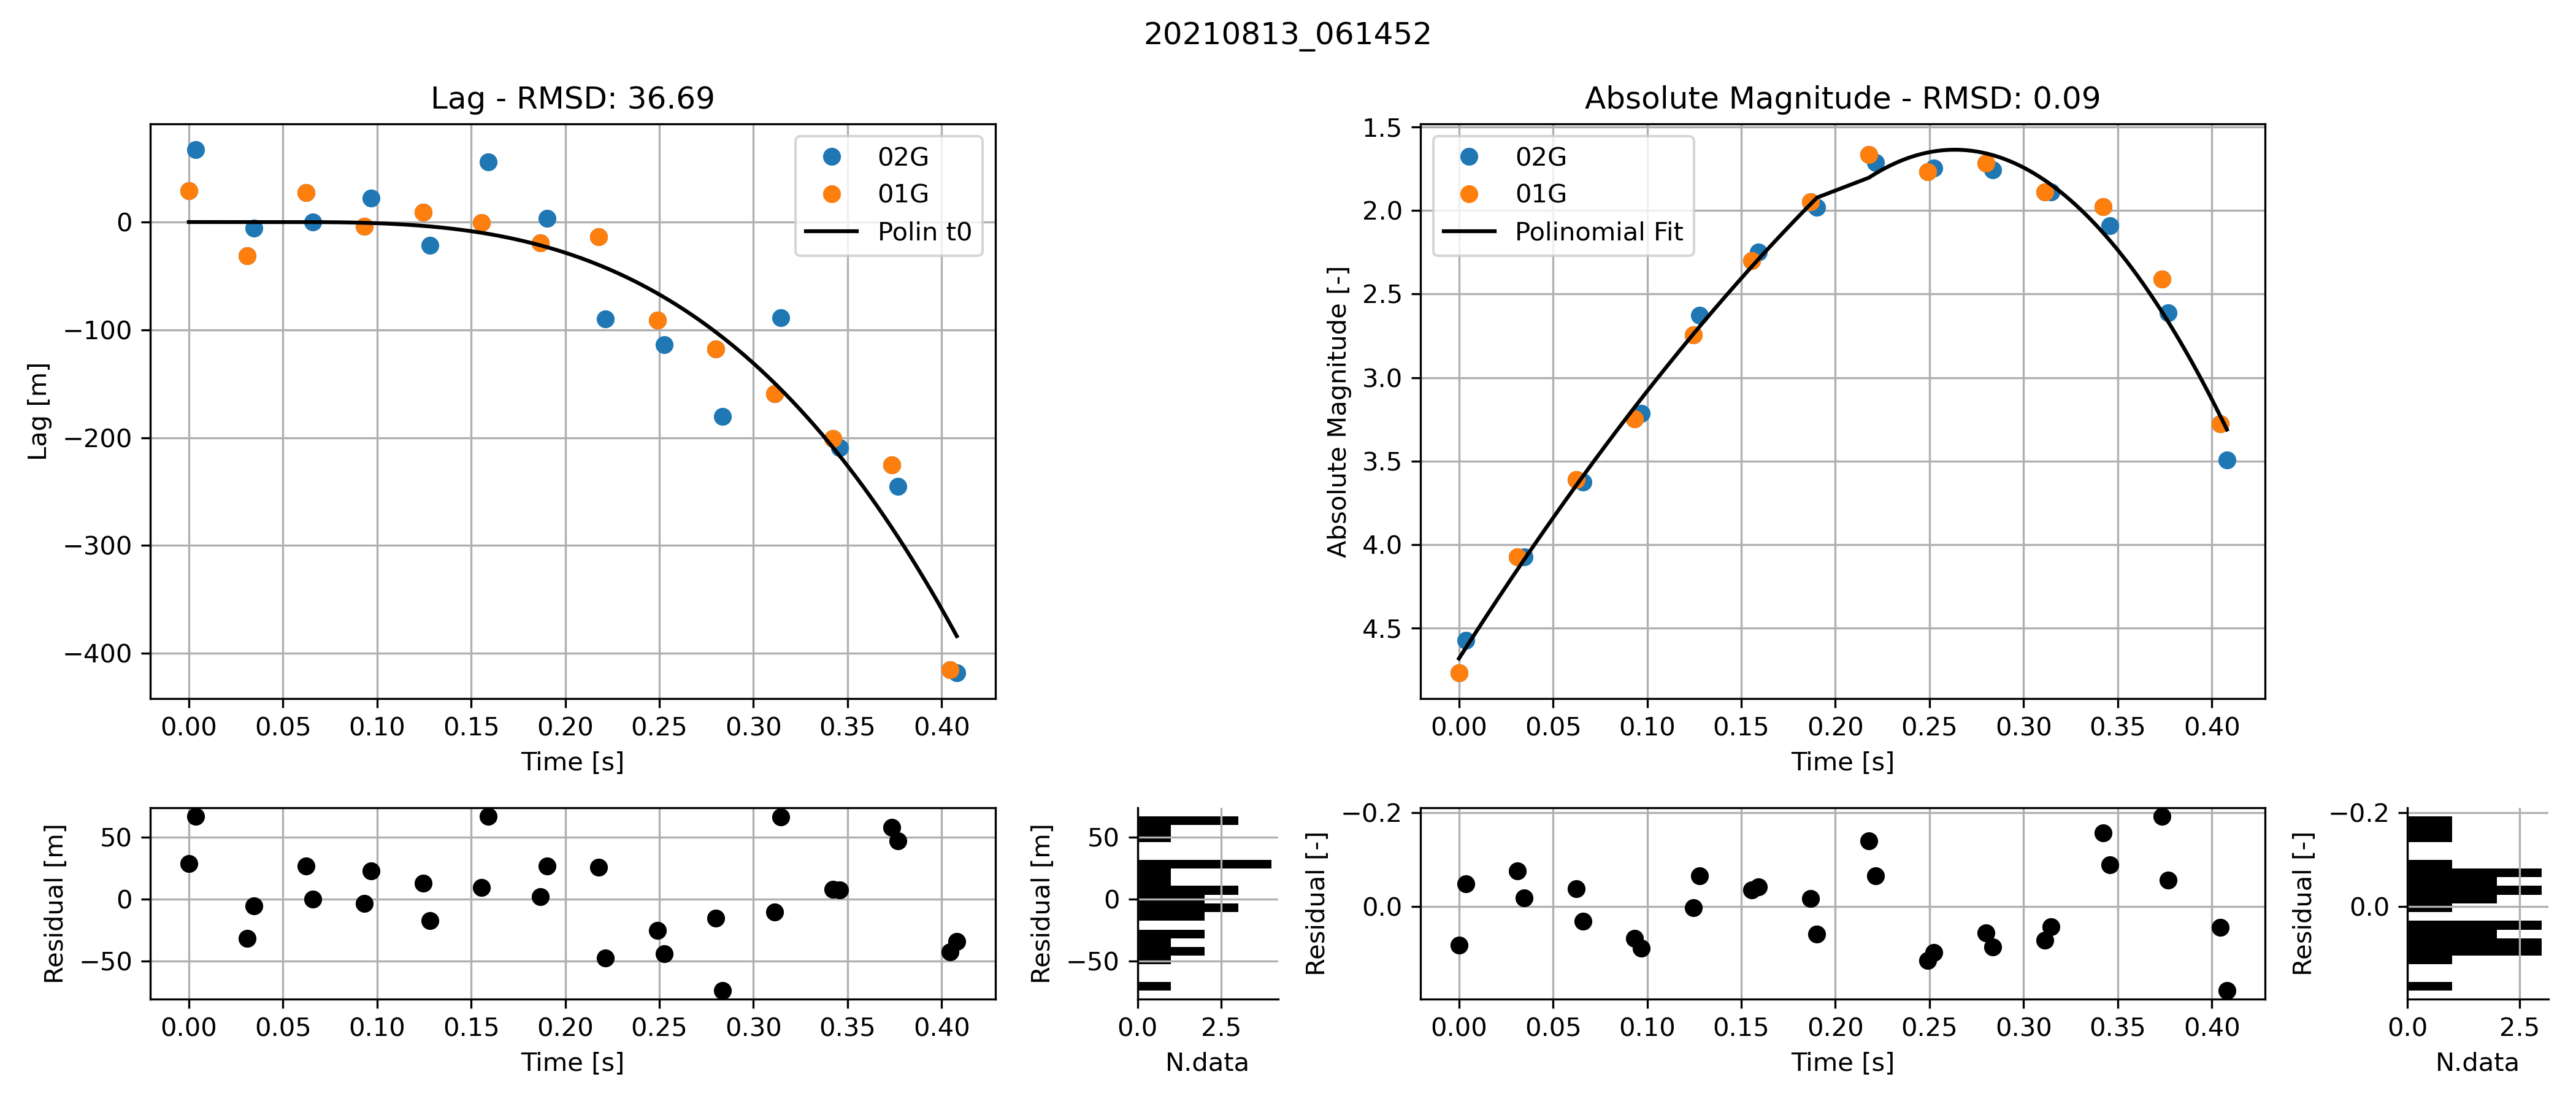 20210813_061452
Lag - RMSD: 36.69
02G
01G
Polin t0
Lag [m]
0
−100
−200
−300
−400
0.00 0.05 0.10 0.15 0.20 0.25 0.30 0.35 0.40
Time [s]
Absolute Magnitude - RMSD: 0.09
02G
01G
Polinomial Fit
Absolute Magnitude [-]
1.5
2.0
2.5
3.0
3.5
4.0
4.5
0.00 0.05 0.10 0.15 0.20 0.25 0.30 0.35 0.40
Time [s]
Residual [m]
50
0
−50
0.00 0.05 0.10 0.15 0.20 0.25 0.30 0.35 0.40
Time [s]
Residual [m]
50
0
−50
0.0 2.5
N.data
Residual [-]
−0.2
0.0
0.00 0.05 0.10 0.15 0.20 0.25 0.30 0.35 0.40
Time [s]
Residual [-]
−0.2
0.0
0.0 2.5
N.data